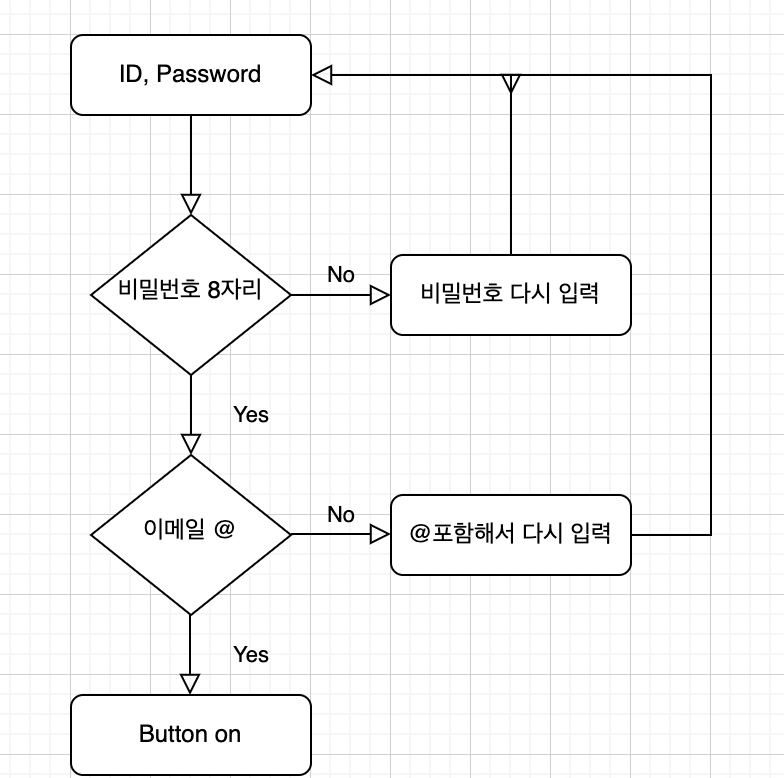 ID, Password
비밀번호 8자리
No
비밀번호 다시 입력
Yes
이메일 @
No
@포함해서 다시 입력
Yes
Button on